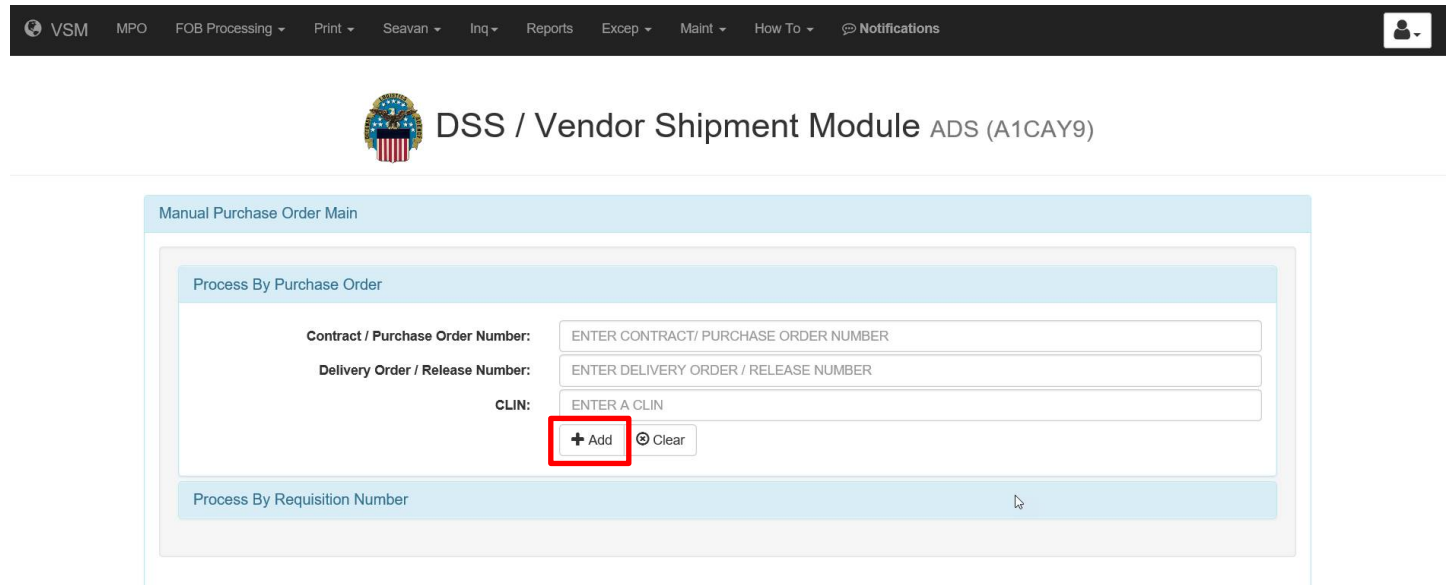 VSM MPO FOB Processing Print Seavan Inq Reports Excep Maint How To Notifications
DSS / Vendor Shipment Module ADS (A1CAY9)
Manual Purchase Order Main
Process By Purchase Order
Contract / Purchase Order Number: ENTER CONTRACT/ PURCHASE ORDER NUMBER
Delivery Order / Release Number: ENTER DELIVERY ORDER / RELEASE NUMBER
CLIN: ENTER A CLIN
Add Clear
Process By Requisition Number